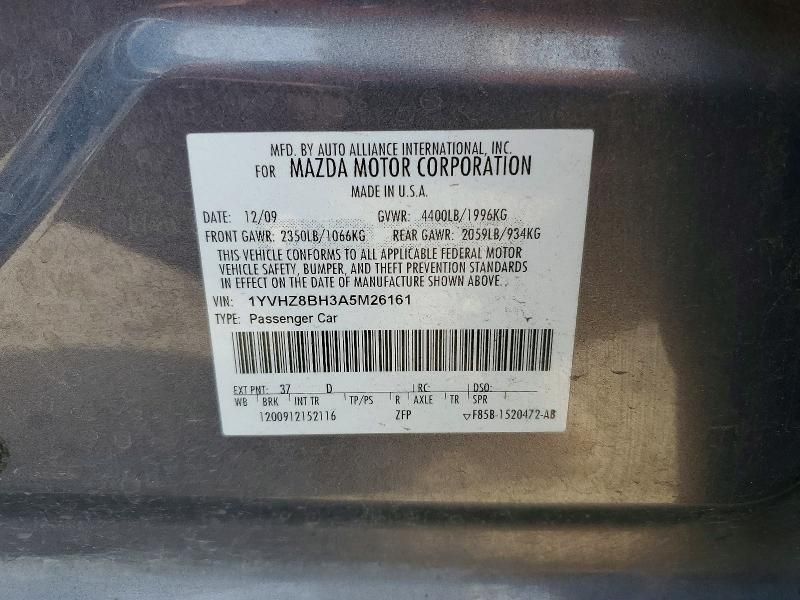 MFD. BY AUTO ALLIANCE INTERNATIONAL, INC.
FOR MAZDA MOTOR CORPORATION
MADE IN U.S.A.
DATE: 12/09 GVWR: 4400LB/1996KG
FRONT GAWR: 2350LB/1066KG REAR GAWR: 2059LB/934KG
THIS VEHICLE CONFORMS TO ALL APPLICABLE FEDERAL MOTOR
VEHICLE SAFETY, BUMPER, AND THEFT PREVENTION STANDARDS
IN EFFECT ON THE DATE OF MANUFACTURE SHOWN ABOVE.
VIN: 1YVHZ8BH3A5M26161
TYPE: Passenger Car
EXT PNT: 37 D RC: DSO:
WB BRK INT TR TP/PS R AXLE TR SPR
1200912152116 ZFP ▽F85B-1520472-AB